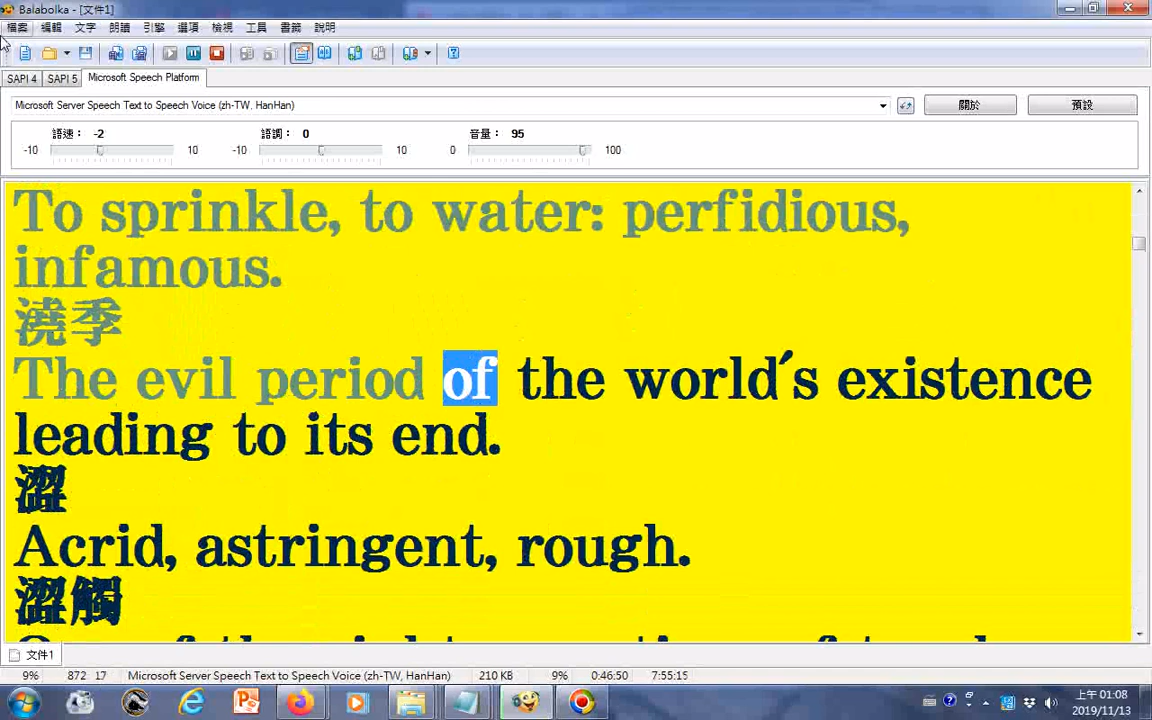 Balabolka - [文件1]
檔案 編輯 文字 朗讀 引擎 選項 檢視 工具 書籤 說明
SAPI 4 SAPI 5 Microsoft Speech Platform
Microsoft Server Speech Text to Speech Voice (zh-TW, HanHan) 關於 預設
語速： -2 語調： 0 音量： 95
-10 10 -10 10 0 100
To sprinkle, to water: perfidious,
infamous.
澆季
The evil period of the world's existence
leading to its end.
澀
Acrid, astringent, rough.
澀觸
文件1
9% 872 17 Microsoft Server Speech Text to Speech Voice (zh-TW, HanHan) 210 KB 9% 0:46:50 7:55:15
上午 01:08
2019/11/13